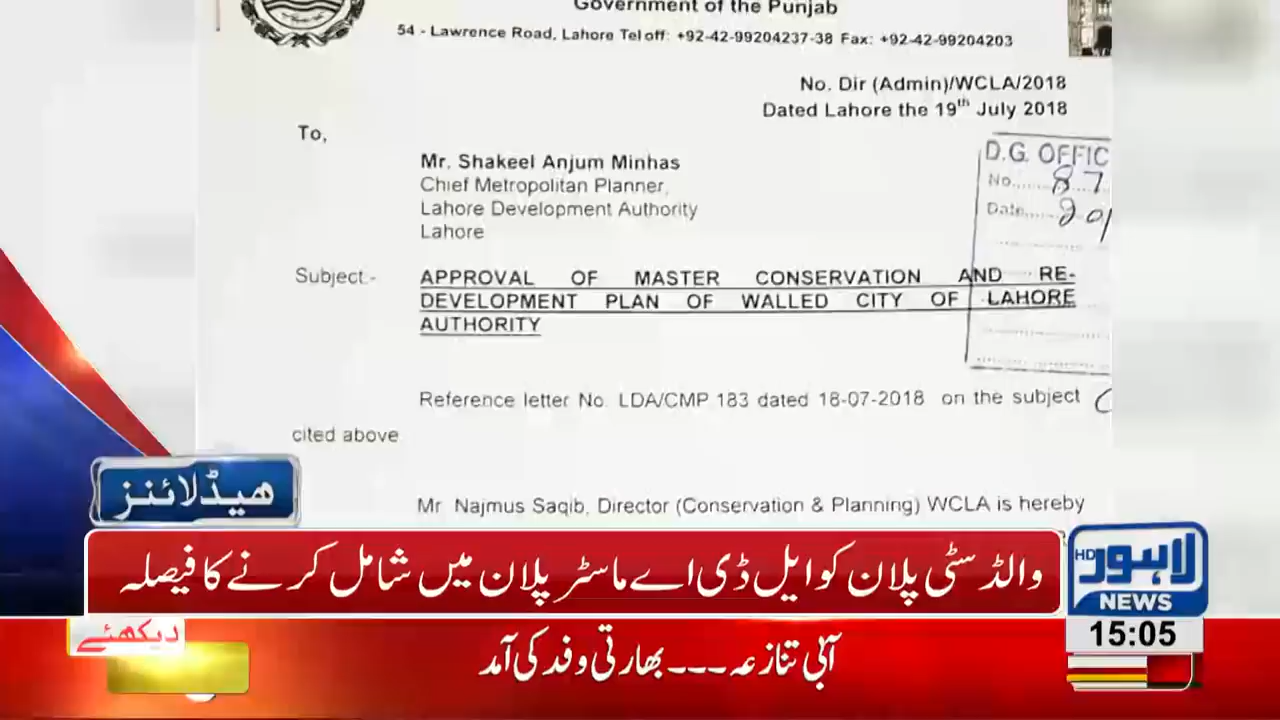 Government of the Punjab
54 - Lawrence Road, Lahore Tel off: +92-42-99204237-38 Fax: +92-42-99204203
No. Dir (Admin)/WCLA/2018
Dated Lahore the 19th July 2018
To,
Mr. Shakeel Anjum Minhas
Chief Metropolitan Planner,
Lahore Development Authority
Lahore
D.G. OFFIC
No...... 87
Date..... 20/
Subject:-
APPROVAL OF MASTER CONSERVATION AND RE-
DEVELOPMENT PLAN OF WALLED CITY OF LAHORE
AUTHORITY
Reference letter No. LDA/CMP 183 dated 18-07-2018 on the subject
cited above
Mr Najmus Saqib, Director (Conservation & Planning) WCLA is hereby
ھیڈلائنز
والڈ سٹی پلان کو ایل ڈی اے ماسٹر پلان میں شامل کرنے کا فیصلہ
لاہور HD
NEWS
15:05
دیکھئے
آبی تنازعہ ۔۔۔ بھارتی وفد کی آمد